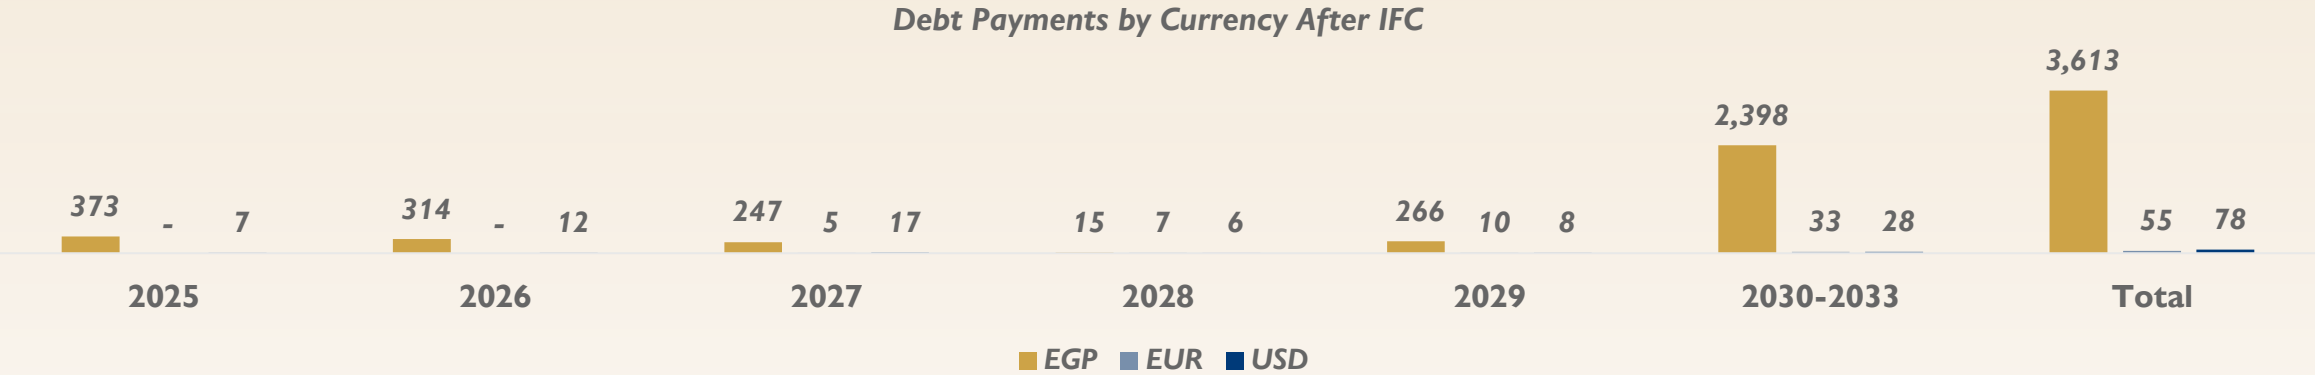 Debt Payments by Currency After IFC
373 - 7 314 - 12 247 5 17 15 7 6 266 10 8 2,398 33 28 3,613 55 78
2025 2026 2027 2028 2029 2030-2033 Total
EGP EUR USD